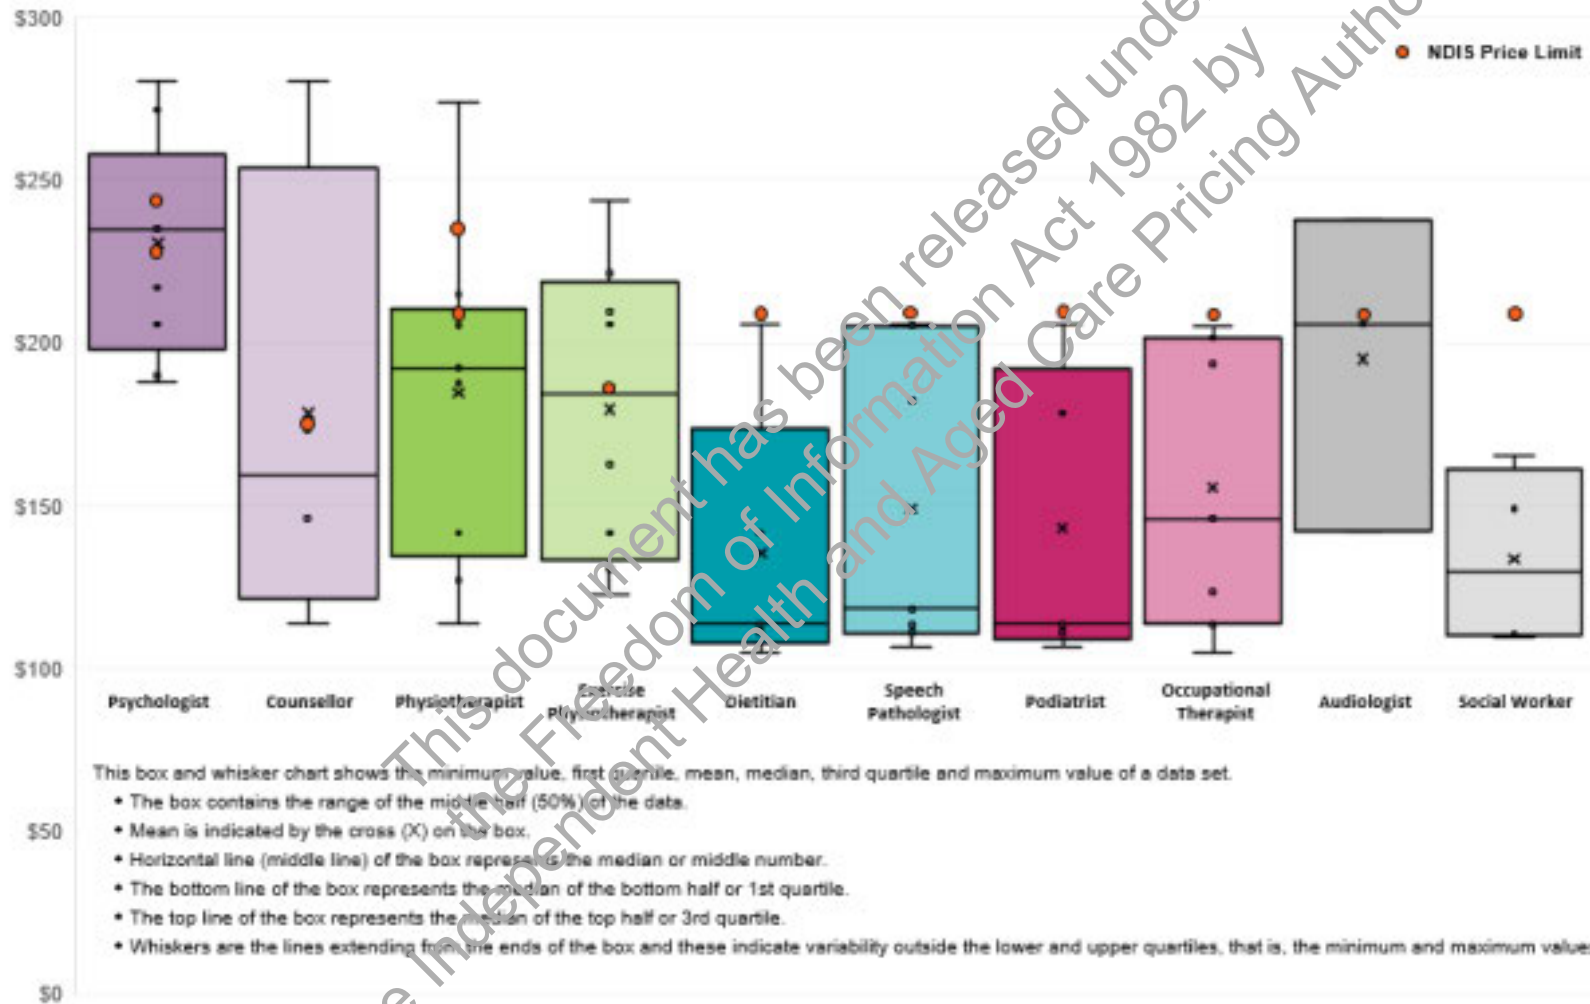 $300
NDIS Price Limit
$250
$200
$150
$100
Psychologist
Counsellor
Physiotherapist
Exercise
Physiotherapist
Dietitian
Speech
Pathologist
Podiatrist
Occupational
Therapist
Audiologist
Social Worker
This box and whisker chart shows the minimum value, first quartile, mean, median, third quartile and maximum value of a data set.
• The box contains the range of the middle half (50%) of the data.
• Mean is indicated by the cross (X) on the box.
$50
• Horizontal line (middle line) of the box represents the median or middle number.
• The bottom line of the box represents the median of the bottom half or 1st quartile.
• The top line of the box represents the median of the top half or 3rd quartile.
• Whiskers are the lines extending from the ends of the box and these indicate variability outside the lower and upper quartiles, that is, the minimum and maximum values
$0
This document has been released under
the Freedom of Information Act 1982 by
Independent Health and Aged Care Pricing